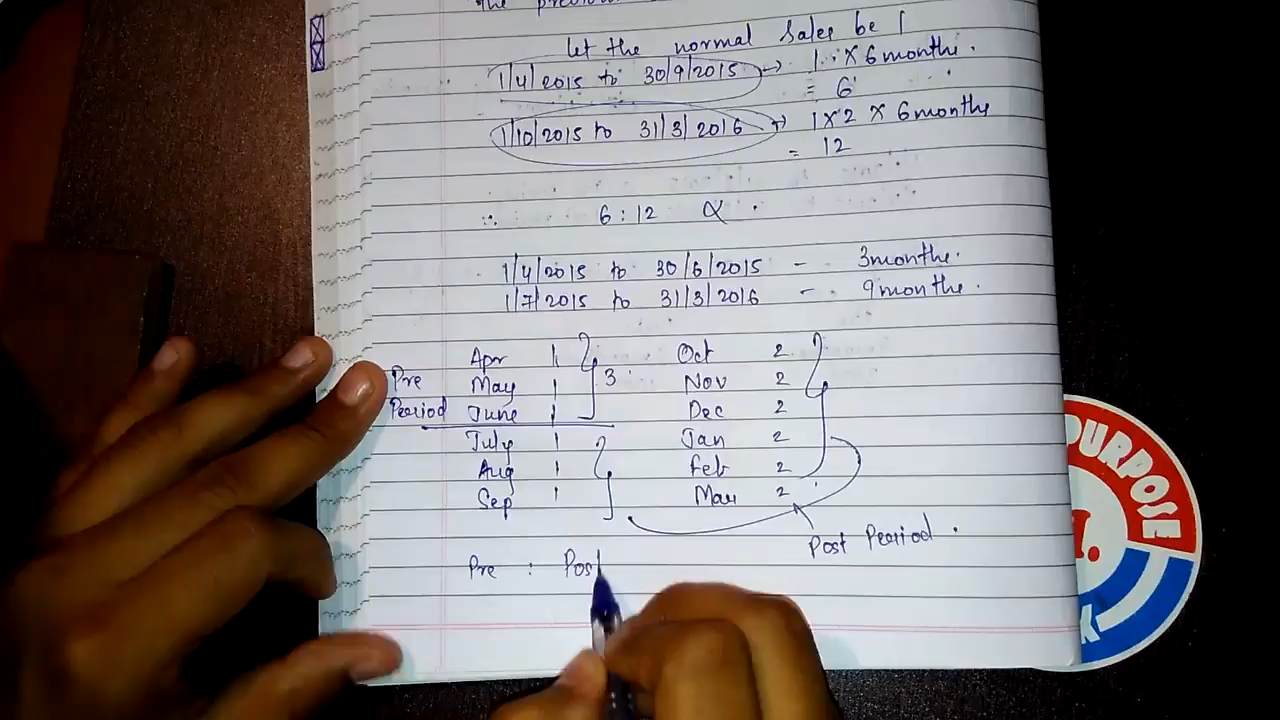 the
let the normal Sales be 1
1/4/2015 to 30/9/2015 → 1 × 6 months.
= 6
1/10/2015 to 31/3/2016 → 1×2 × 6 months
= 12
∴ 6 : 12 α .
1/4/2015 to 30/6/2015 - 3months.
1/7/2015 to 31/3/2016 - 9months.
Apr 1 Oct 2
Pre May 1 3 Nov 2
Period June 1 Dec 2
July 1 Jan 2
Aug 1 Feb 2
Sep 1 Mar 2
Post Period .
Pre : Post
PURPOSE